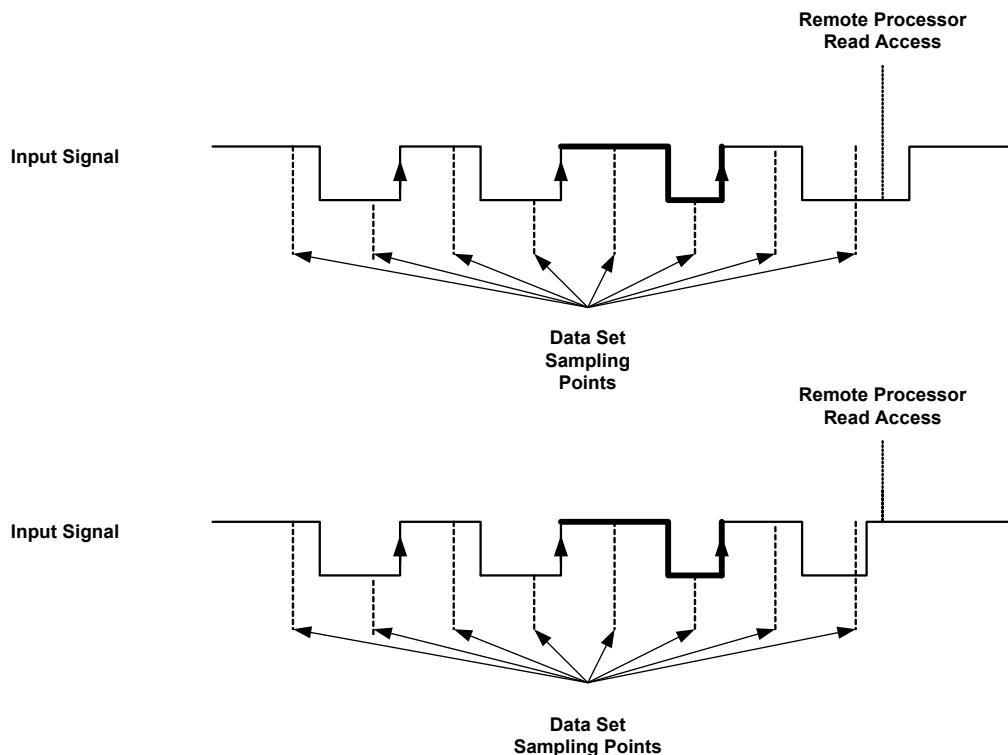 Remote Processor
Read Access
Input Signal
Data Set
Sampling
Points
Remote Processor
Read Access
Input Signal
Data Set
Sampling Points